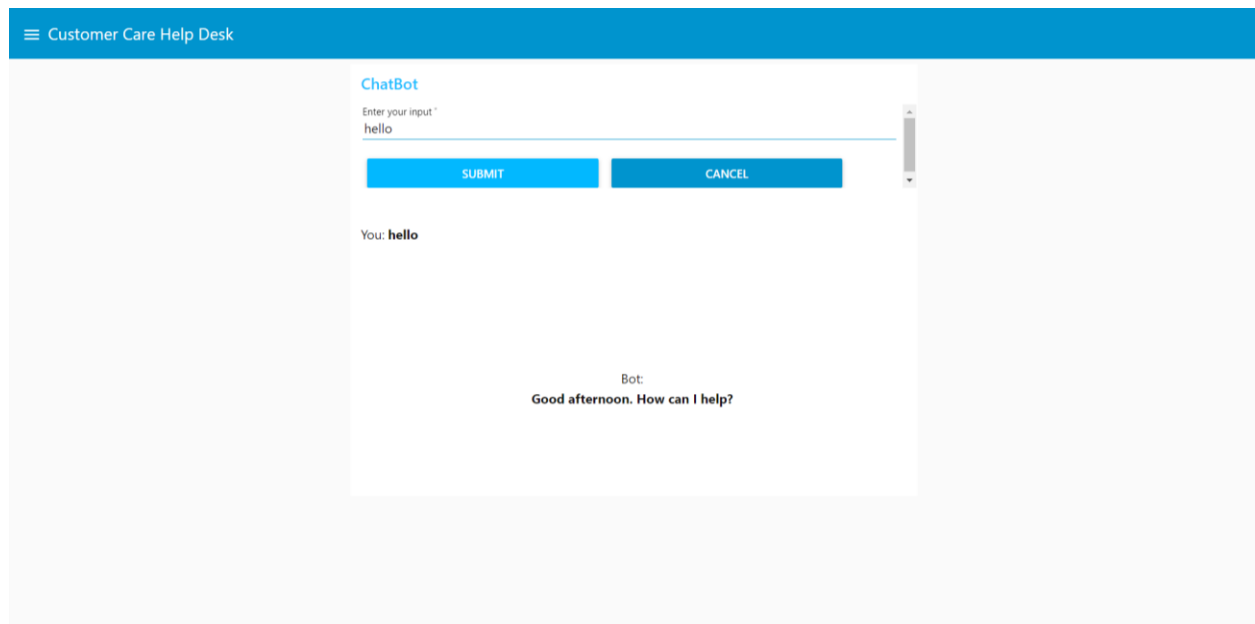 Customer Care Help Desk
ChatBot
Enter your input *
hello
SUBMIT CANCEL
You: hello
Bot:
Good afternoon. How can I help?